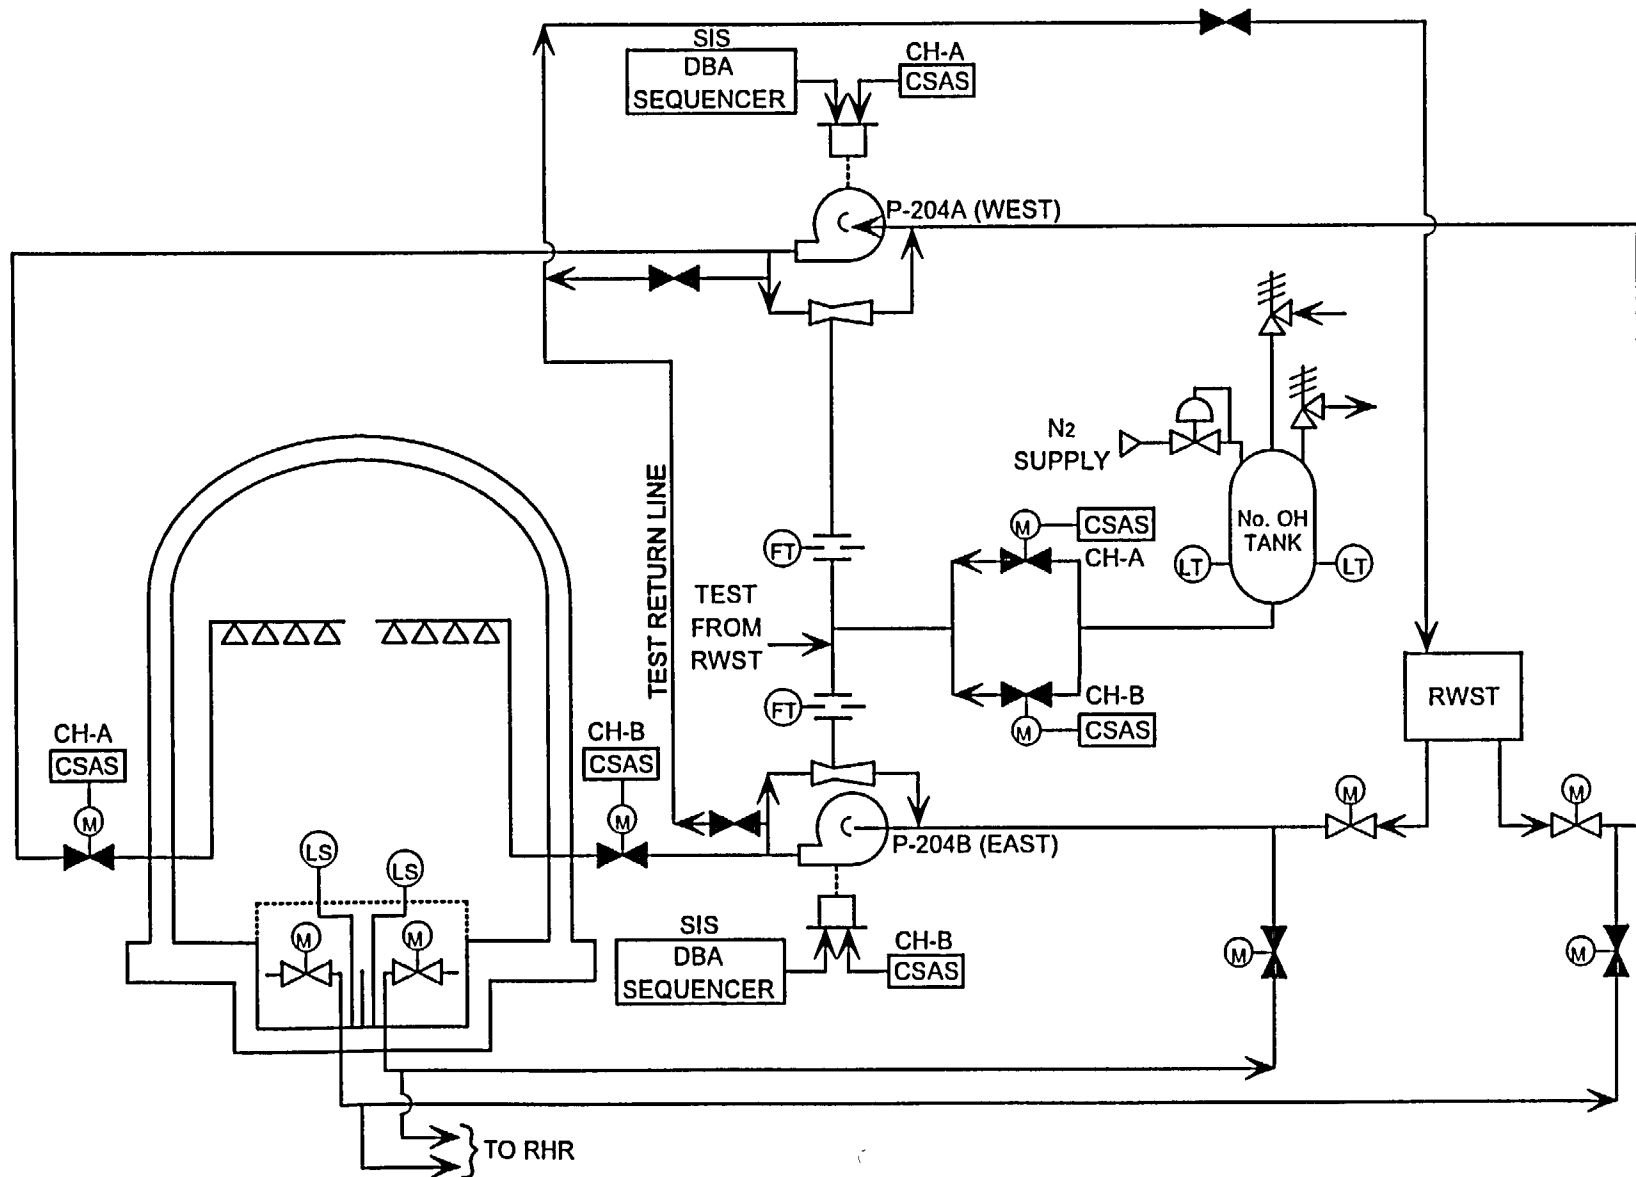 SIS
DBA
SEQUENCER
CH-A
CSAS
P-204A (WEST)
N2
SUPPLY
No. OH
TANK
LT
LT
M
CSAS
CH-A
FT
TEST
FROM
RWST
TEST RETURN LINE
CH-B
M
CSAS
FT
RWST
CH-A
CSAS
M
CH-B
CSAS
M
LS
LS
M
M
P-204B (EAST)
M
M
SIS
DBA
SEQUENCER
CH-B
CSAS
M
M
TO RHR